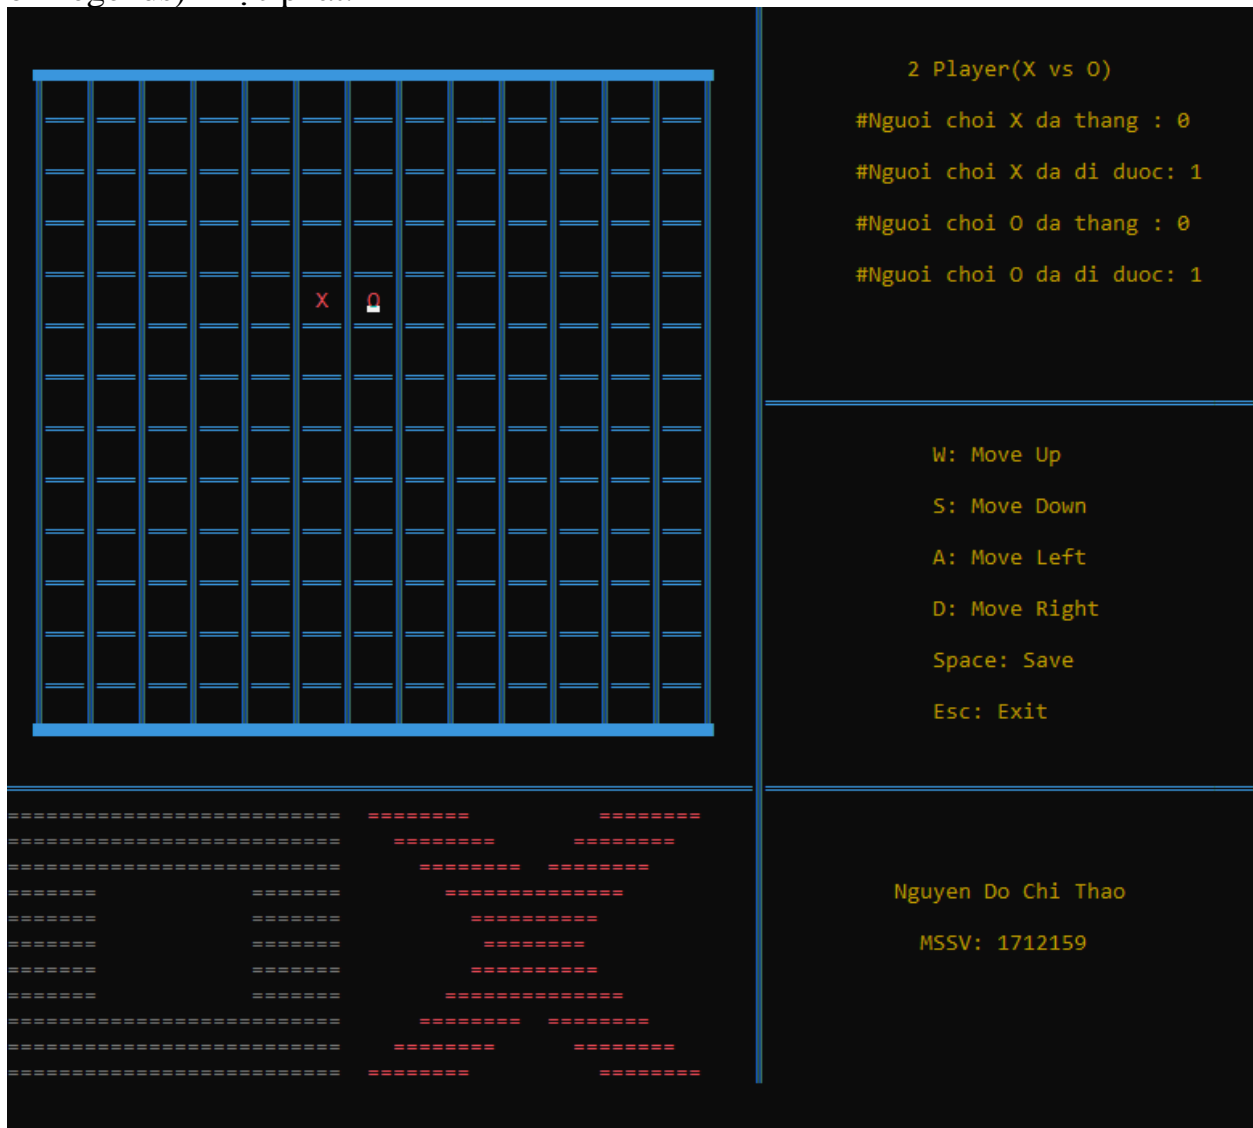 X O
2 Player(X vs O)
#Nguoi choi X da thang : 0
#Nguoi choi X da di duoc: 1
#Nguoi choi O da thang : 0
#Nguoi choi O da di duoc: 1
W: Move Up
S: Move Down
A: Move Left
D: Move Right
Space: Save
Esc: Exit
Nguyen Do Chi Thao
MSSV: 1712159